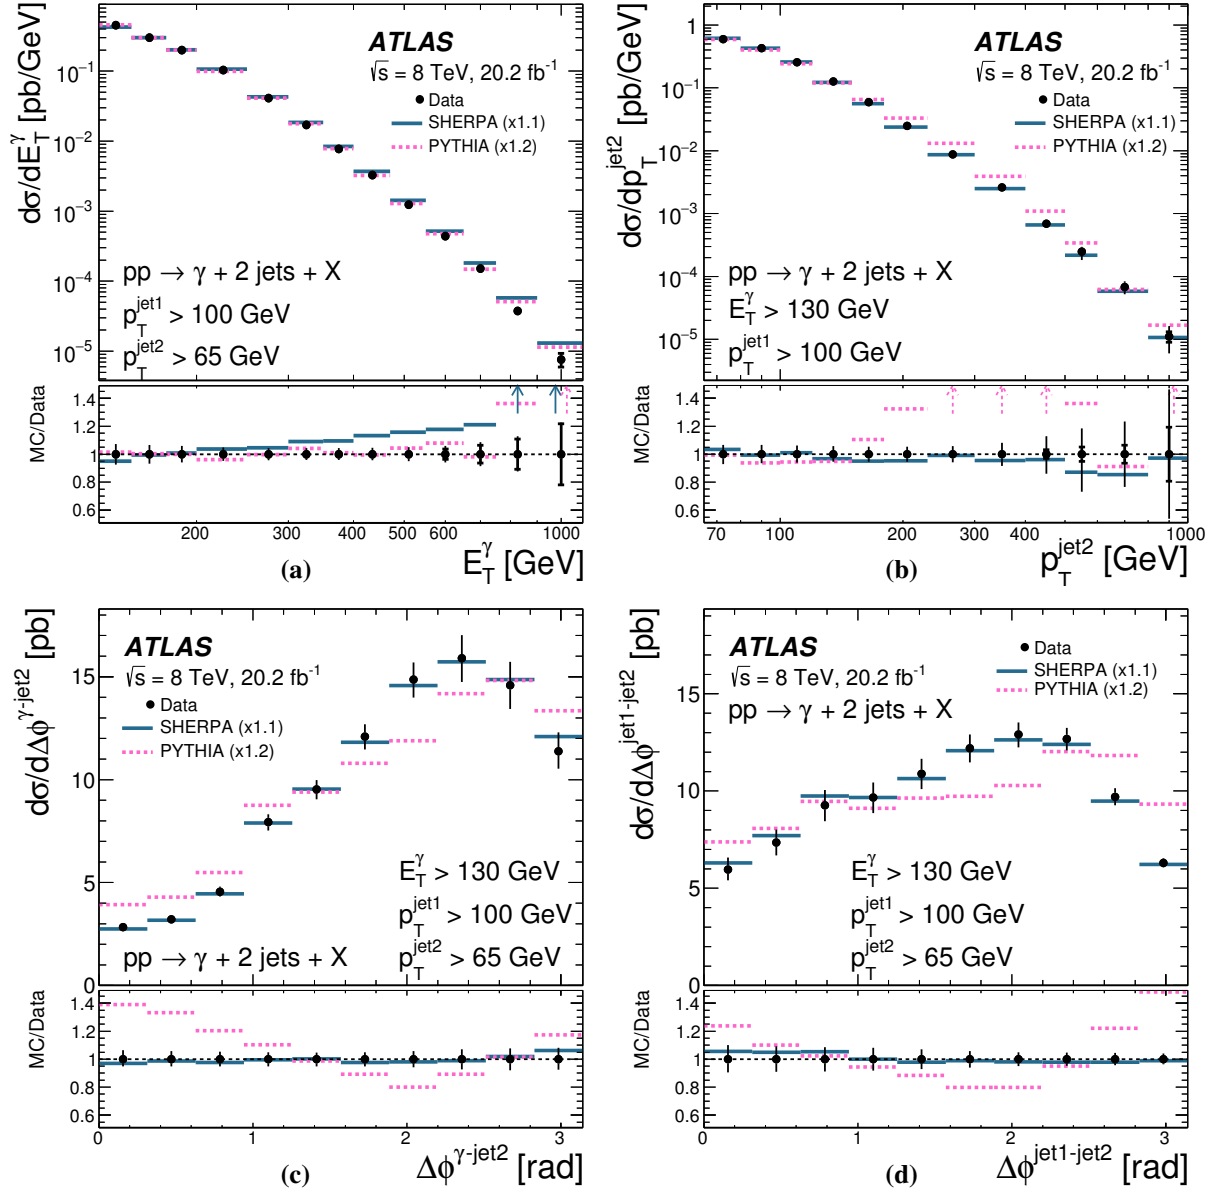 dσ/dE_T^γ [pb/GeV]
10⁻¹
10⁻²
10⁻³
10⁻⁴
10⁻⁵
ATLAS
√s = 8 TeV, 20.2 fb⁻¹
Data
SHERPA (x1.1)
PYTHIA (x1.2)
pp → γ + 2 jets + X
p_T^jet1 > 100 GeV
p_T^jet2 > 65 GeV
MC/Data
1.4
1.2
1
0.8
0.6
200 300 400 500 600 1000
(a) E_T^γ [GeV]
dσ/dp_T^jet2 [pb/GeV]
1
10⁻¹
10⁻²
10⁻³
10⁻⁴
10⁻⁵
ATLAS
√s = 8 TeV, 20.2 fb⁻¹
Data
SHERPA (x1.1)
PYTHIA (x1.2)
pp → γ + 2 jets + X
E_T^γ > 130 GeV
p_T^jet1 > 100 GeV
MC/Data
1.4
1.2
1
0.8
0.6
70 100 200 300 400 1000
(b) p_T^jet2 [GeV]
dσ/dΔϕ^γ-jet2 [pb]
15
10
5
0
ATLAS
√s = 8 TeV, 20.2 fb⁻¹
Data
SHERPA (x1.1)
PYTHIA (x1.2)
E_T^γ > 130 GeV
p_T^jet1 > 100 GeV
pp → γ + 2 jets + X p_T^jet2 > 65 GeV
MC/Data
1.4
1.2
1
0.8
0.6
0 1 2 3
(c) Δϕ^γ-jet2 [rad]
dσ/dΔϕ^jet1-jet2 [pb]
15
10
5
0
ATLAS
√s = 8 TeV, 20.2 fb⁻¹
Data
SHERPA (x1.1)
PYTHIA (x1.2)
pp → γ + 2 jets + X
E_T^γ > 130 GeV
p_T^jet1 > 100 GeV
p_T^jet2 > 65 GeV
MC/Data
1.4
1.2
1
0.8
0.6
0 1 2 3
(d) Δϕ^jet1-jet2 [rad]